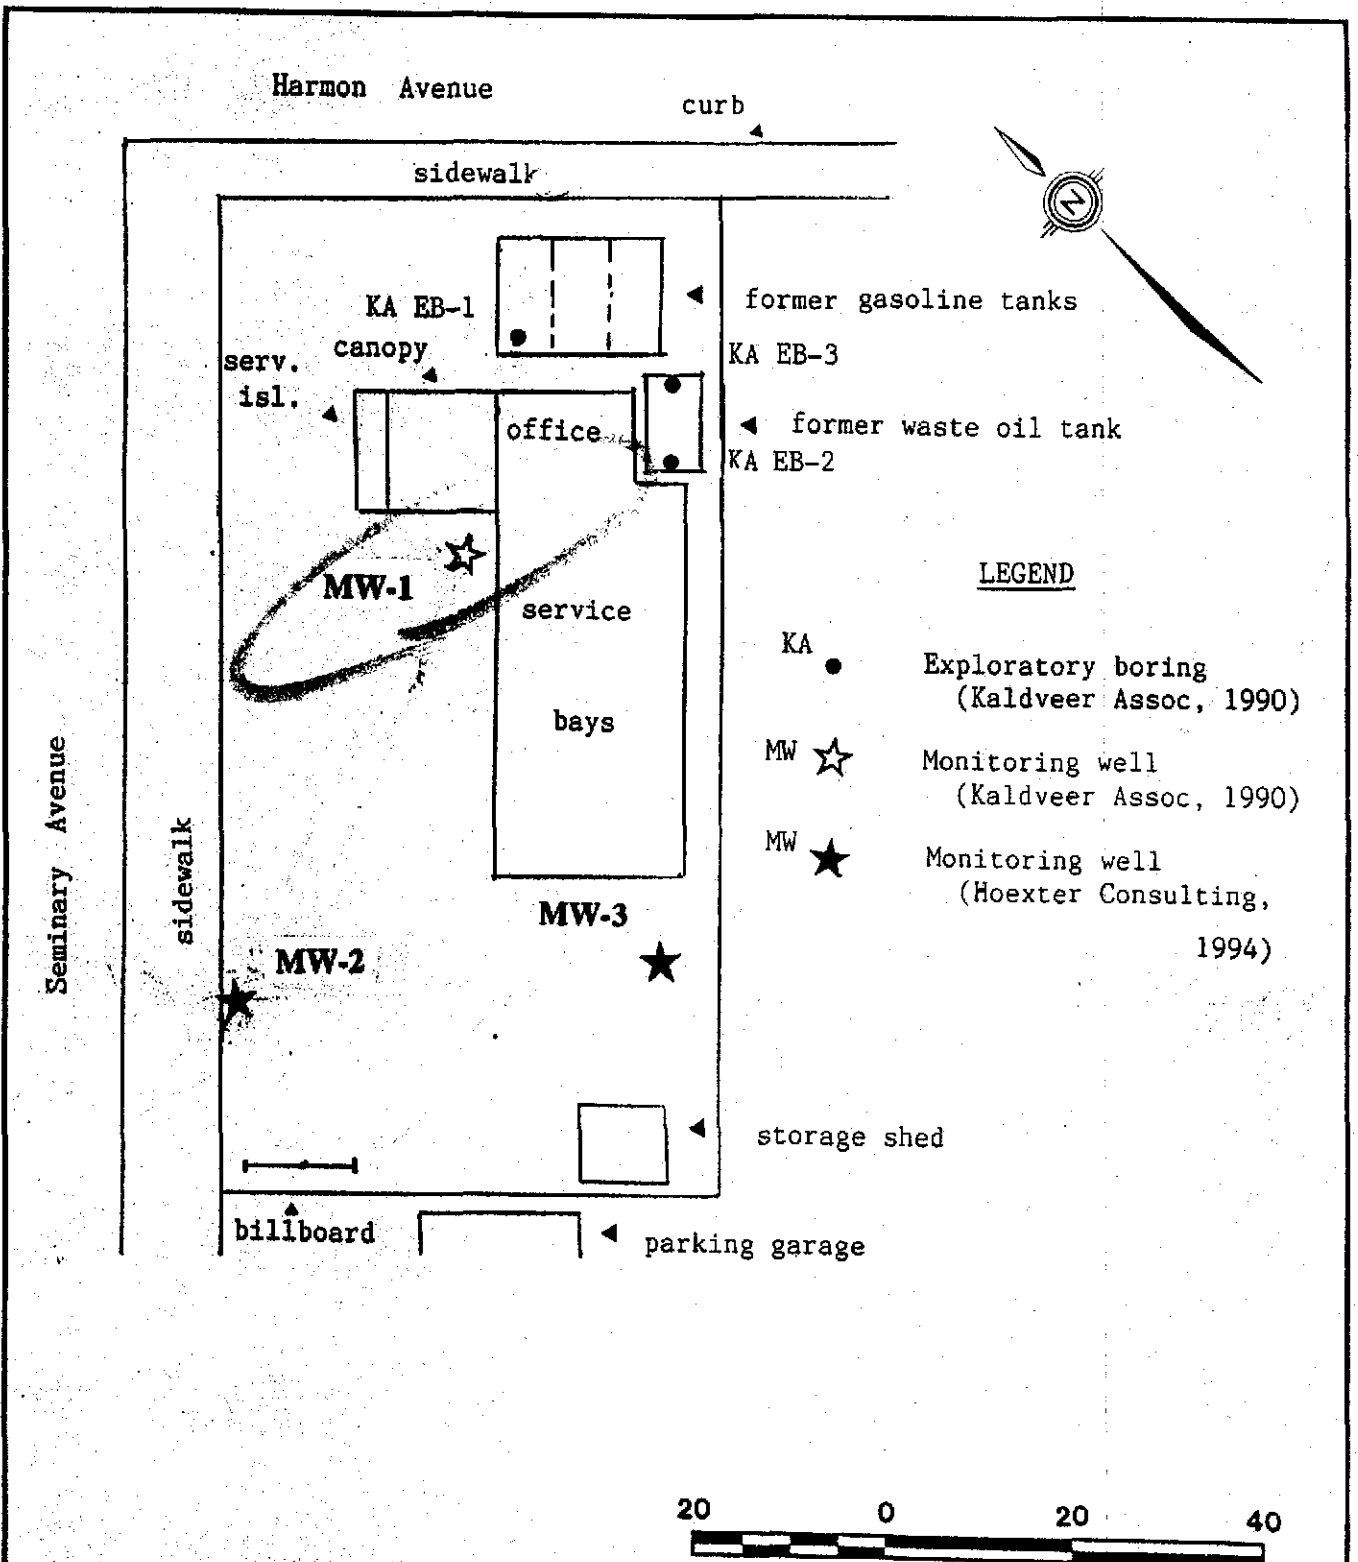 Harmon Avenue
curb
sidewalk
KA EB-1
former gasoline tanks
canopy
KA EB-3
serv.
isl.
office
former waste oil tank
KA EB-2
MW-1
service
bays
LEGEND
KA
Exploratory boring
(Kaldveer Assoc, 1990)
MW
Monitoring well
(Kaldveer Assoc, 1990)
MW
Monitoring well
(Hoexter Consulting,
1994)
Seminary Avenue
sidewalk
MW-3
MW-2
storage shed
billboard
parking garage
N
20 0 20 40